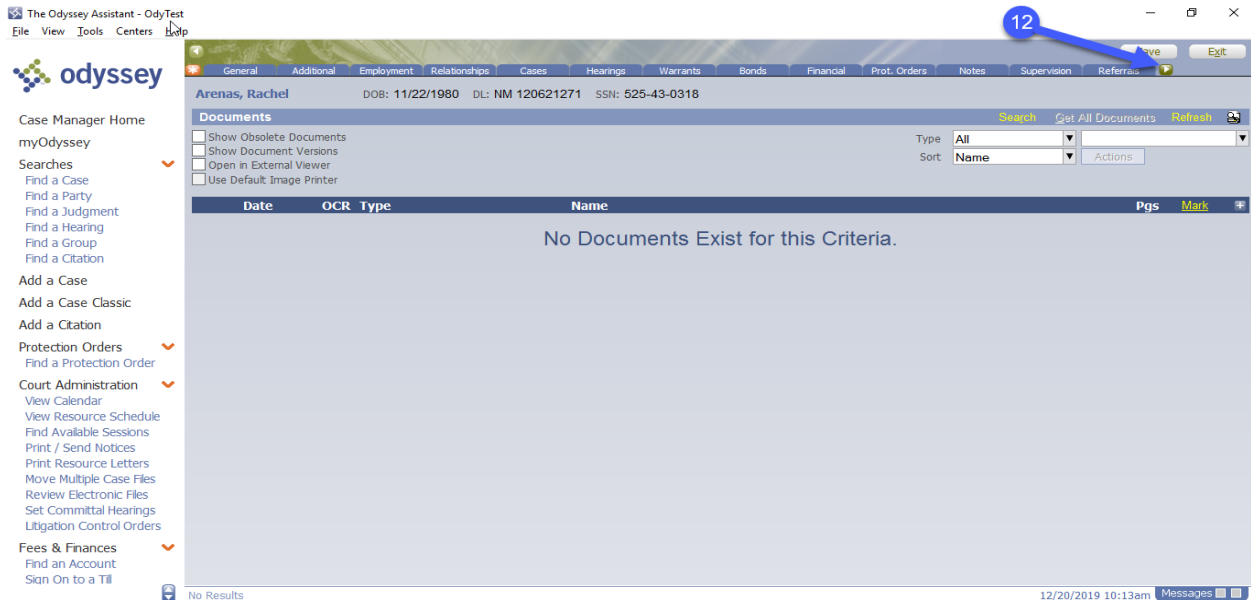 The Odyssey Assistant - OdyTest
File View Tools Centers Help
12
Exit
odyssey
General Additional Employment Relationships Cases Hearings Warrants Bonds Financial Prot. Orders Notes Supervision Referrals
Arenas, Rachel DOB: 11/22/1980 DL: NM 120621271 SSN: 525-43-0318
Documents Search Get All Documents Refresh
Show Obsolete Documents
Show Document Versions
Open in External Viewer
Use Default Image Printer
Type All
Sort Name Actions
Date OCR Type Name Pgs Mark
No Documents Exist for this Criteria.
Case Manager Home
myOdyssey
Searches
Find a Case
Find a Party
Find a Judgment
Find a Hearing
Find a Group
Find a Citation
Add a Case
Add a Case Classic
Add a Citation
Protection Orders
Find a Protection Order
Court Administration
View Calendar
View Resource Schedule
Find Available Sessions
Print / Send Notices
Print Resource Letters
Move Multiple Case Files
Review Electronic Files
Set Committal Hearings
Litigation Control Orders
Fees & Finances
Find an Account
Sign On to a Till
No Results 12/20/2019 10:13am Messages